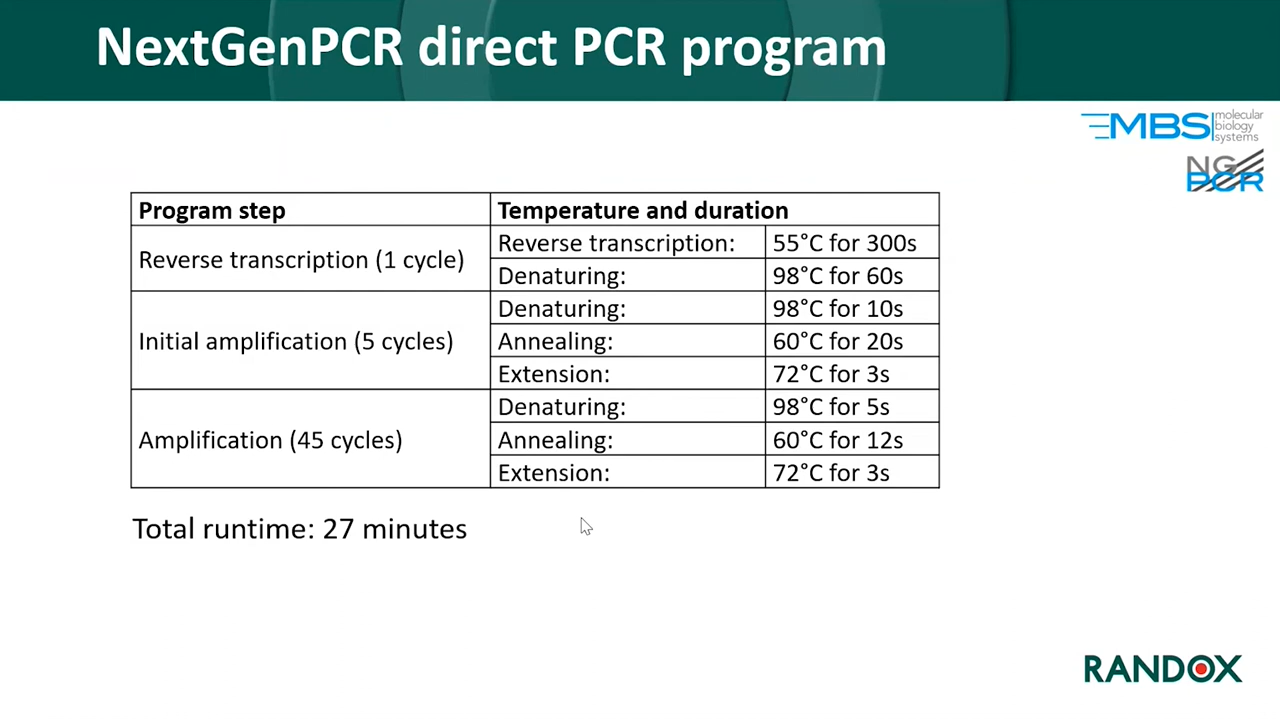 NextGenPCR direct PCR program
MBS molecular biology systems
NG PCR
Program step Temperature and duration
Reverse transcription (1 cycle) Reverse transcription: 55°C for 300s
Denaturing: 98°C for 60s
Initial amplification (5 cycles) Denaturing: 98°C for 10s
Annealing: 60°C for 20s
Extension: 72°C for 3s
Amplification (45 cycles) Denaturing: 98°C for 5s
Annealing: 60°C for 12s
Extension: 72°C for 3s
Total runtime: 27 minutes
RANDOX